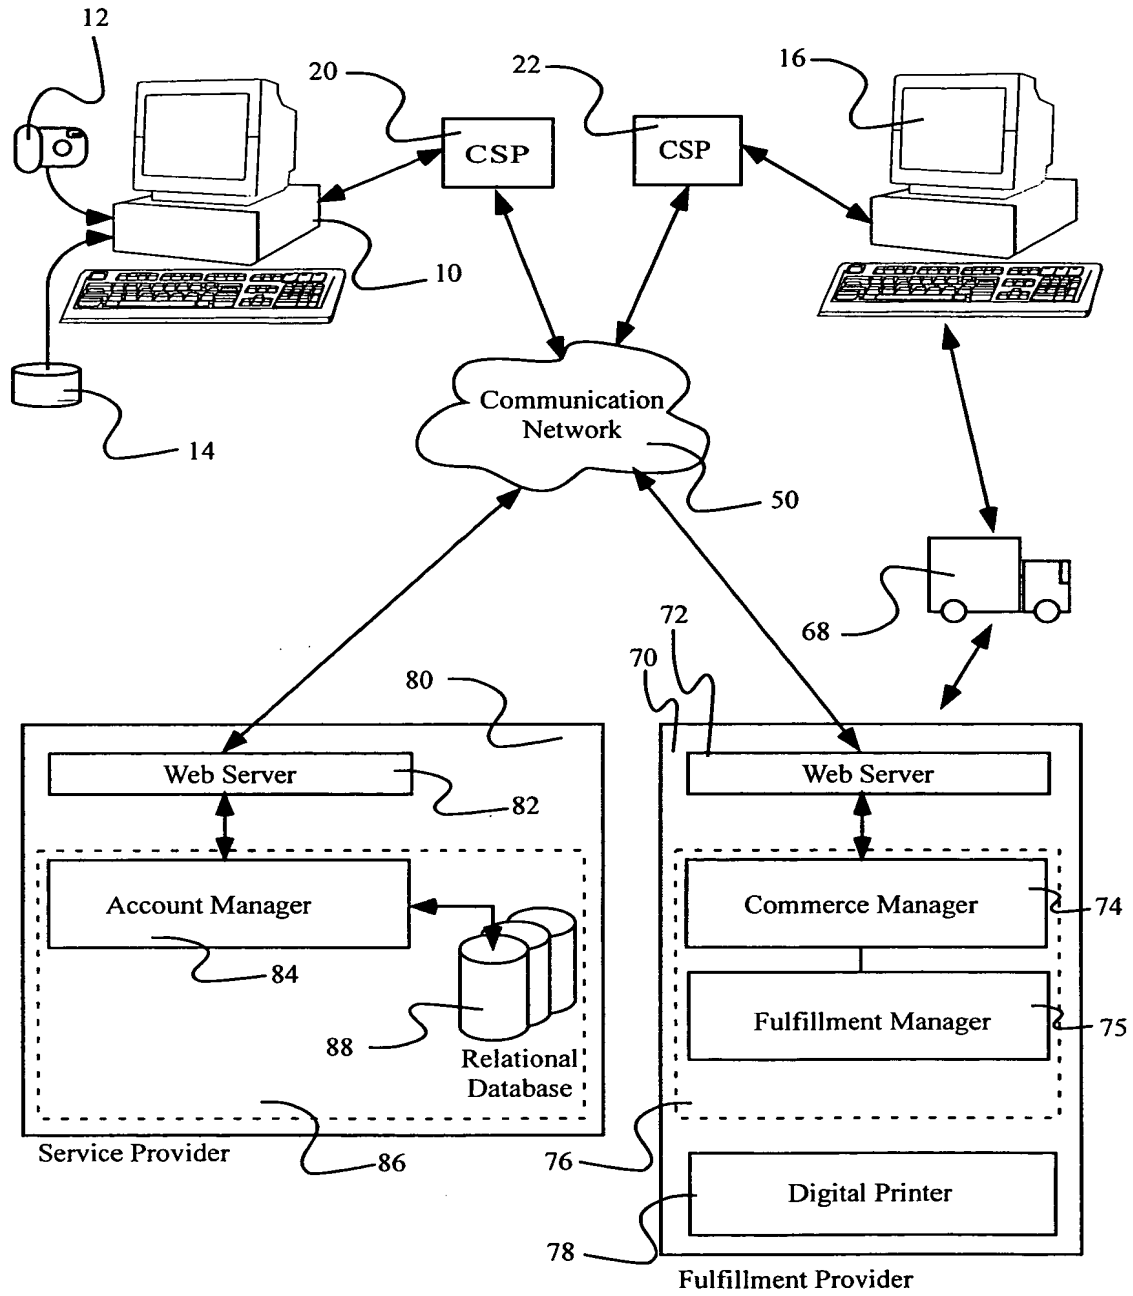 12
20
22
16
CSP
CSP
10
14
Communication
Network
50
68
72
70
80
Web Server
82
Web Server
Account Manager
84
Commerce Manager
74
88
Relational
Database
Fulfillment Manager
75
86
76
Service Provider
Digital Printer
78
Fulfillment Provider